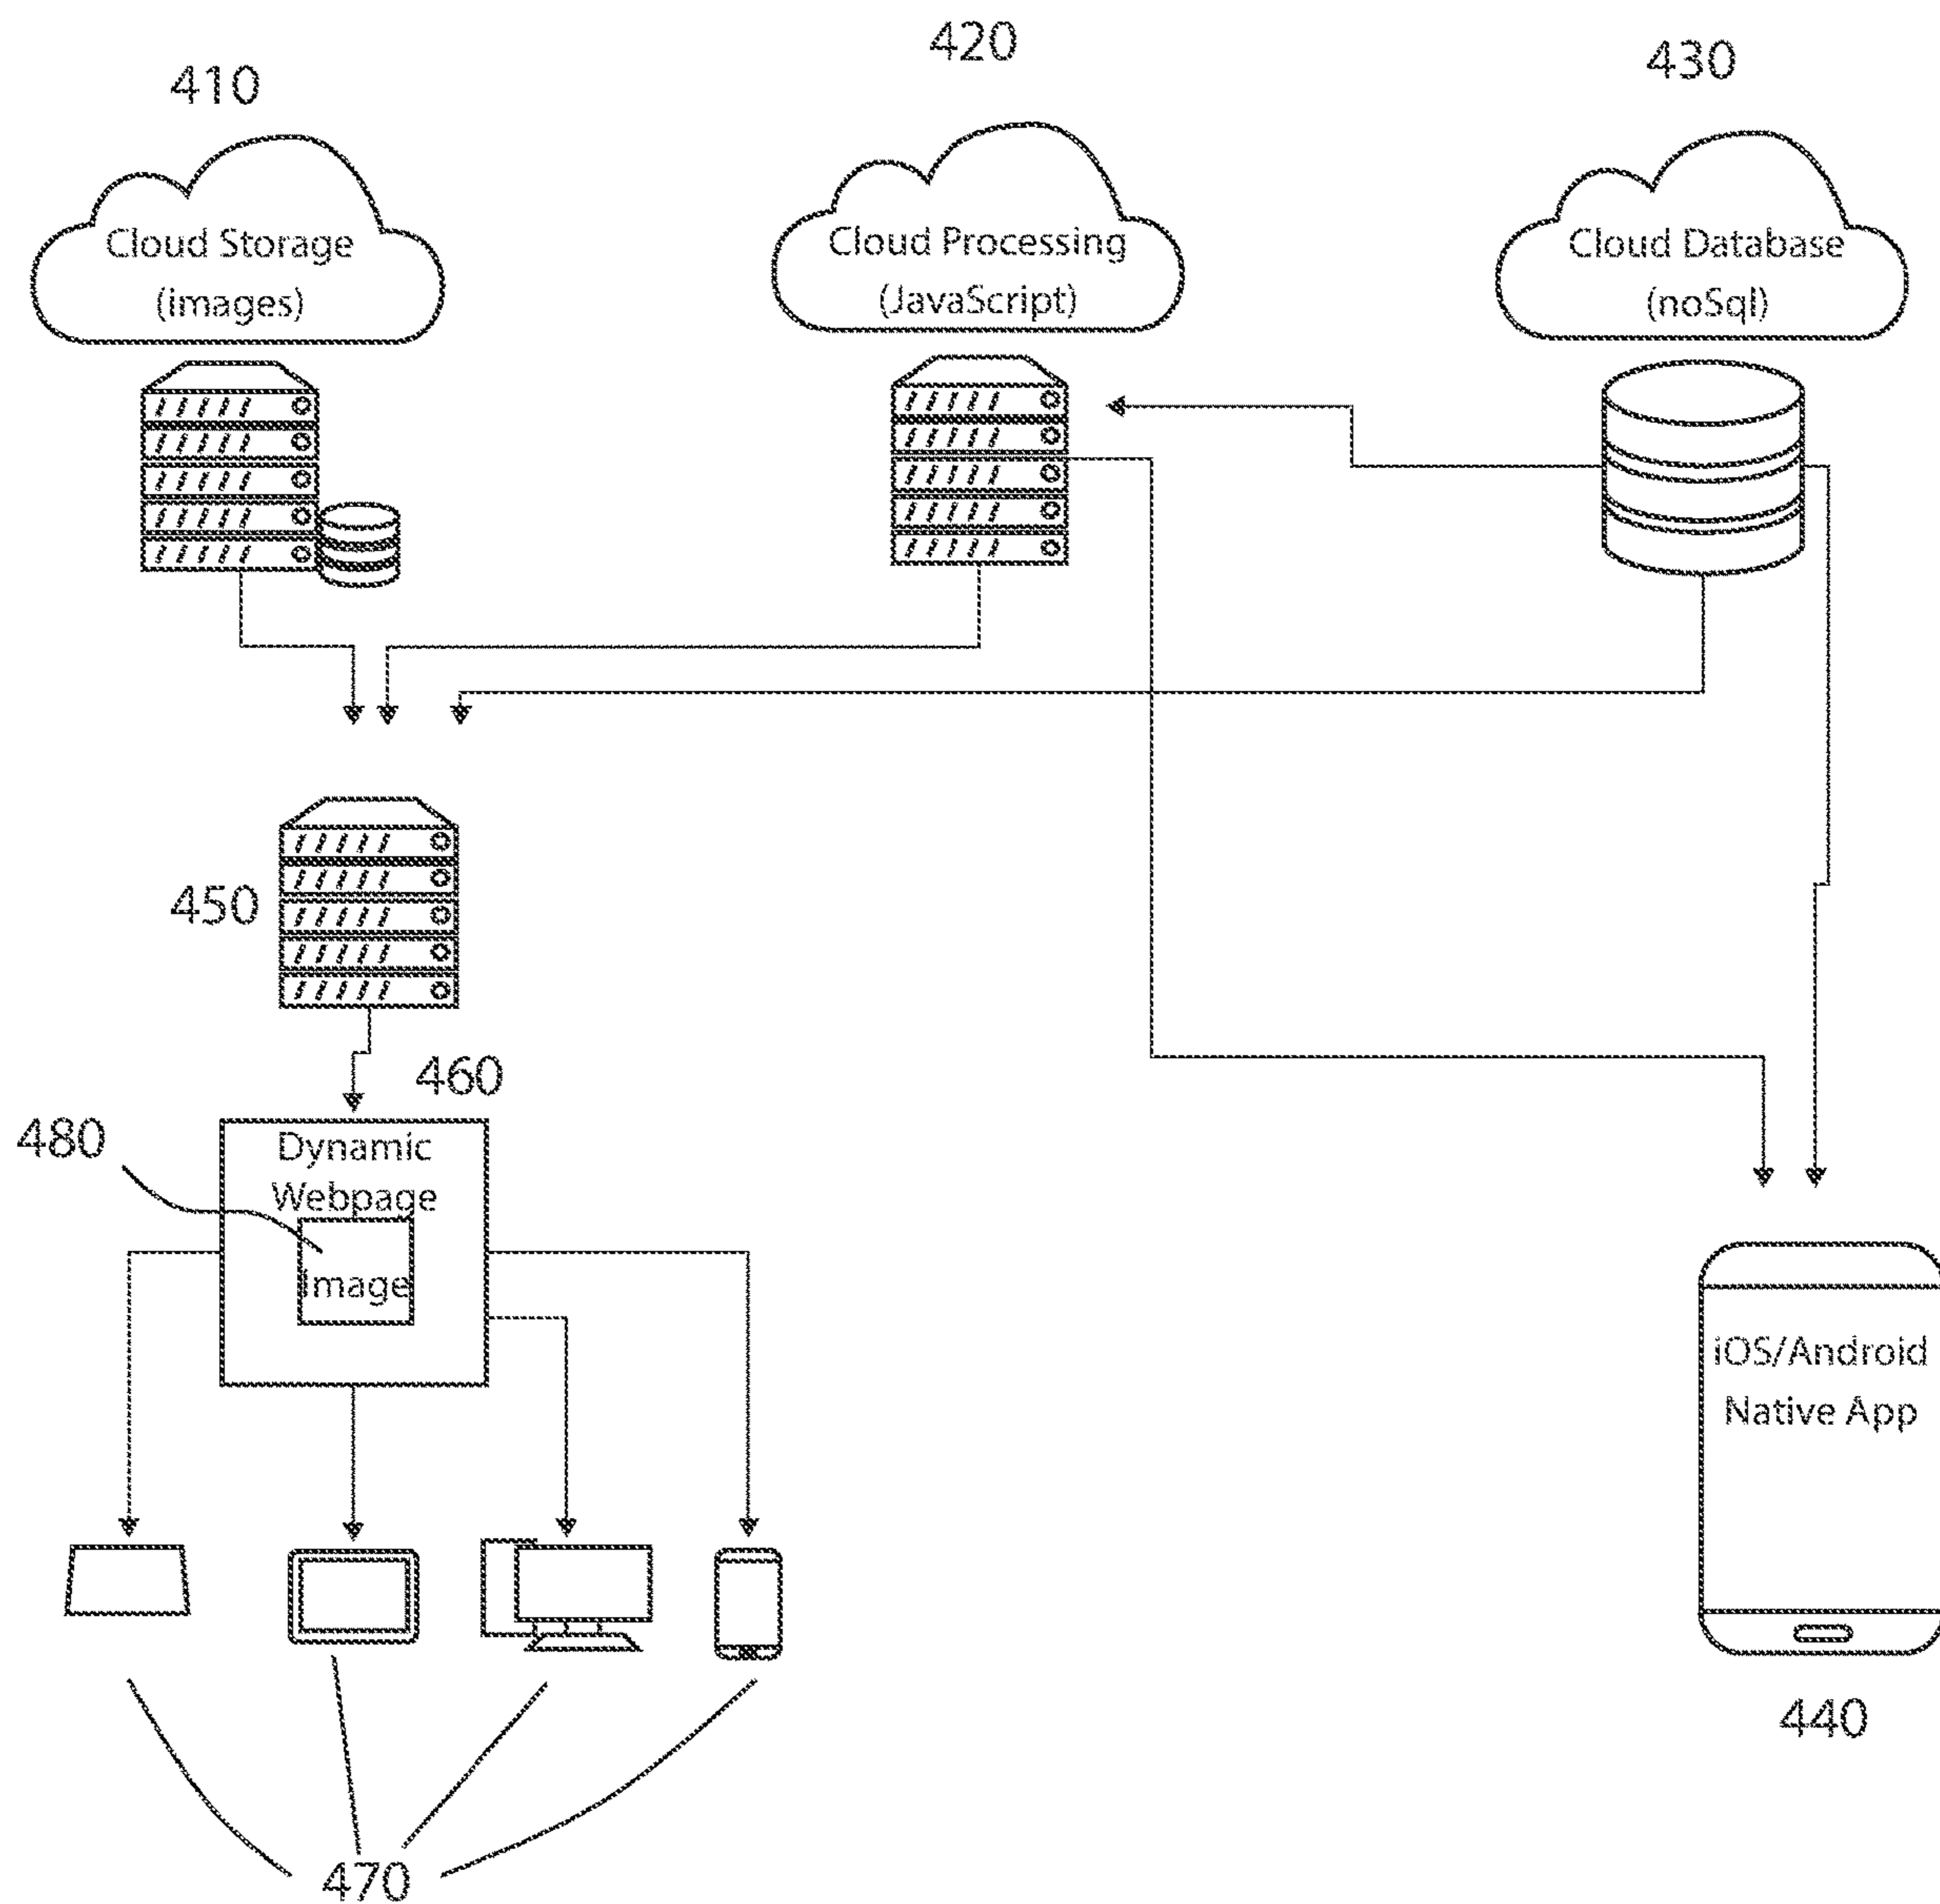 410
420
430
Cloud Storage
(images)
Cloud Processing
(JavaScript)
Cloud Database
(noSql)
450
460
480
Dynamic
Webpage
Image
iOS/Android
Native App
440
470